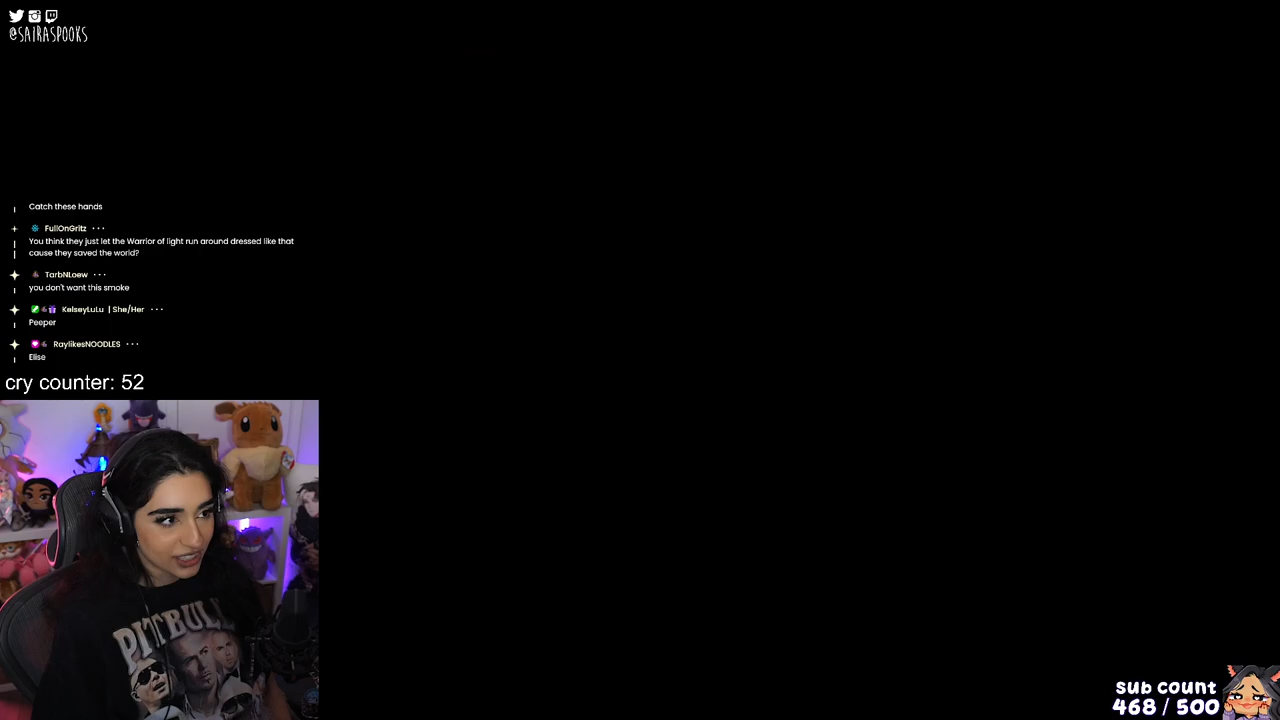 @SAIRASPOOKS
Catch these hands
FullOnGritz
You think they just let the Warrior of light run around dressed like that
cause they saved the world?
TarbNLoew
you don't want this smoke
KelseyLuLu | She/Her
Peeper
RaylikesNOODLES
Elise
cry counter: 52
PITBULL
sub count
468 / 500